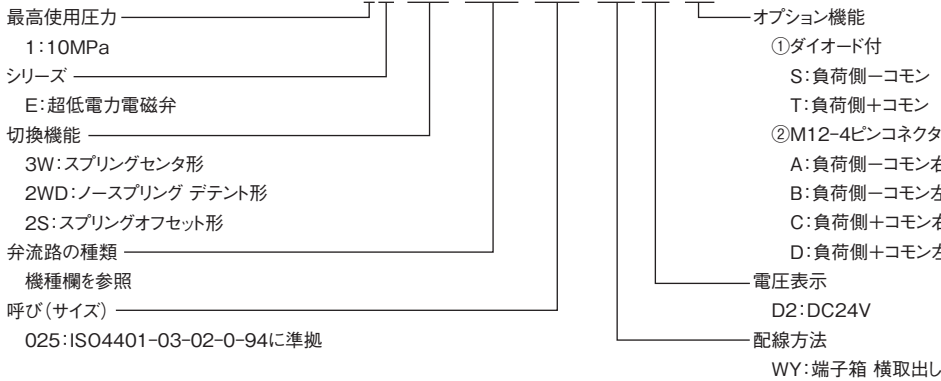 最高使用圧力
1:10MPa
シリーズ
E:超低電力電磁弁
切換機能
3W:スプリングセンタ形
2WD:ノースプリング デテント形
2S:スプリングオフセット形
弁流路の種類
機種欄を参照
呼び(サイズ)
025:ISO4401-03-02-0-94に準拠
オプション機能
①ダイオード付
S:負荷側−コモン
T:負荷側+コモン
②M12-4ピンコネクタ
A:負荷側−コモン右
B:負荷側−コモン左
C:負荷側+コモン右
D:負荷側+コモン左
電圧表示
D2:DC24V
配線方法
WY:端子箱 横取出し